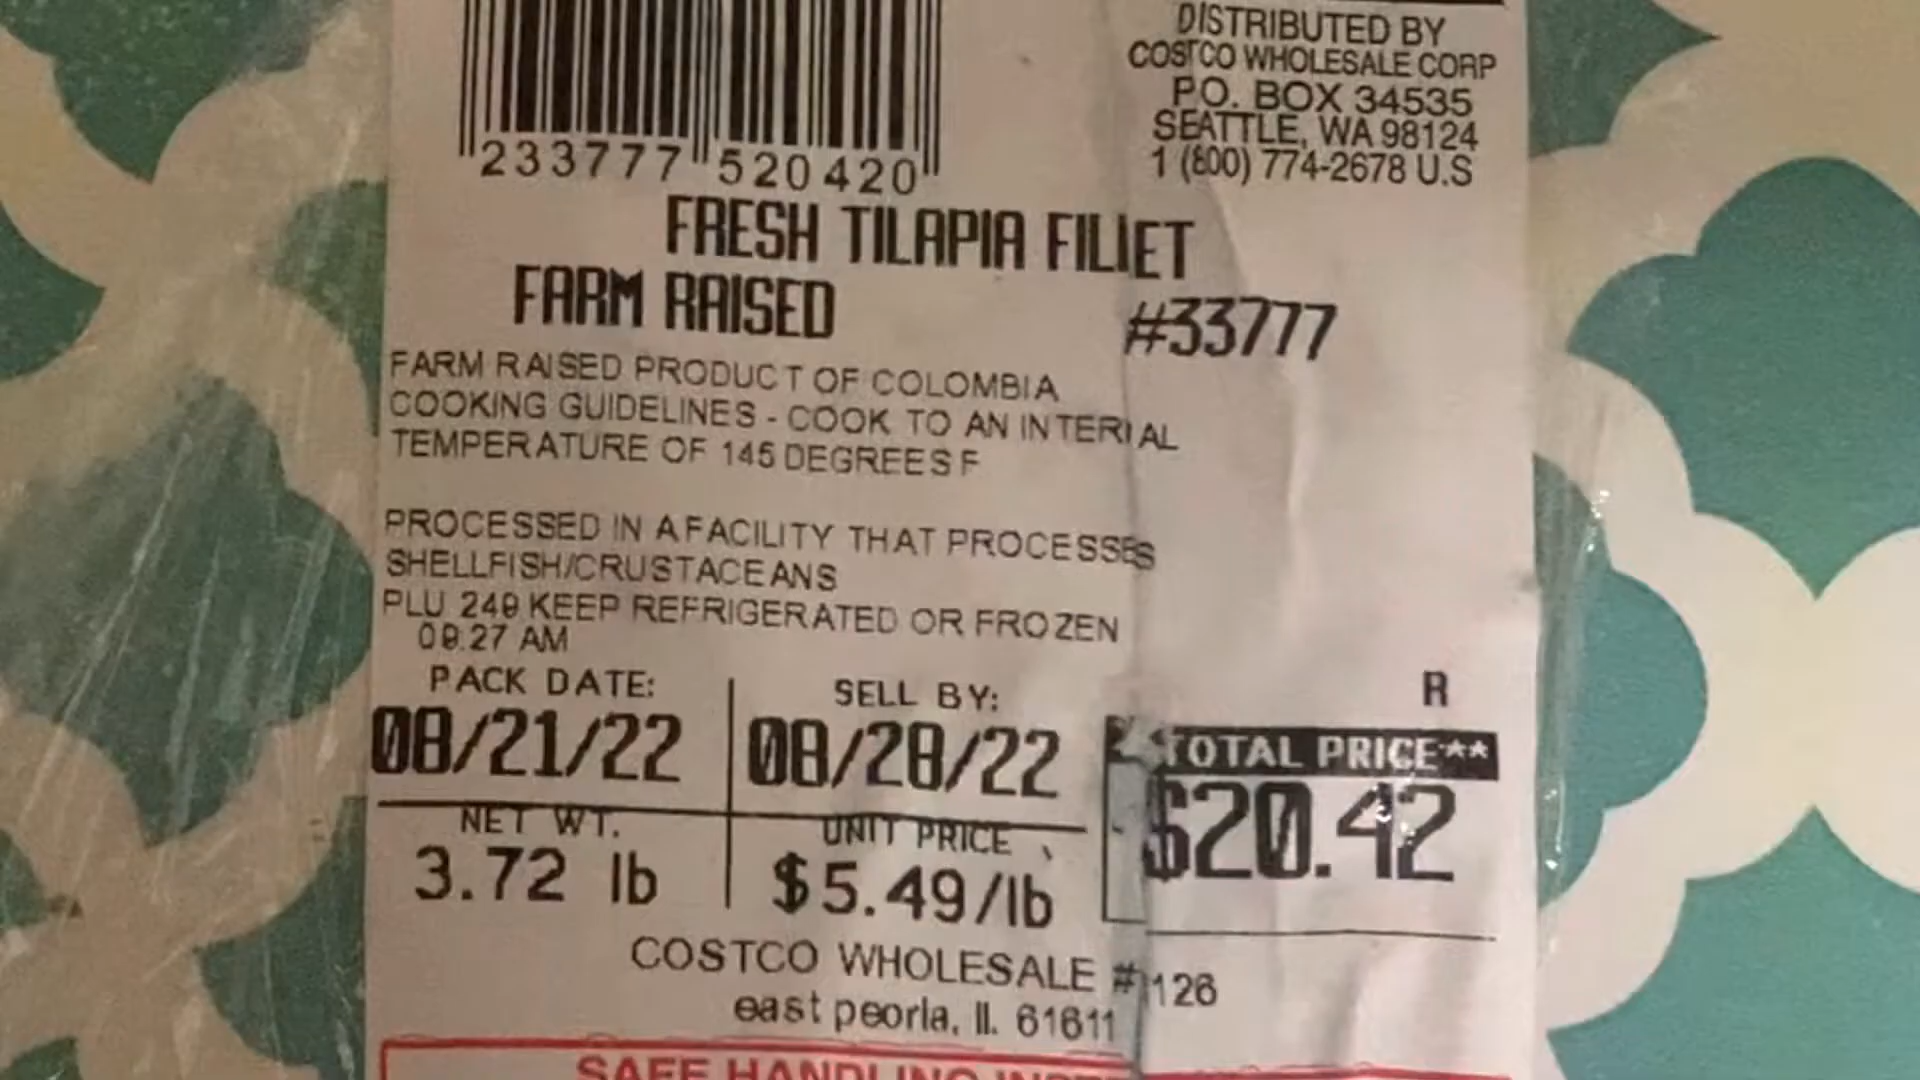 DISTRIBUTED BY
COSTCO WHOLESALE CORP
P.O. BOX 34535
SEATTLE, WA 98124
1 (800) 774-2678 U.S
233777 520420
FRESH TILAPIA FILLET
FARM RAISED #33777
FARM RAISED PRODUCT OF COLOMBIA
COOKING GUIDELINES - COOK TO AN INTERIAL
TEMPERATURE OF 145 DEGREES F
PROCESSED IN A FACILITY THAT PROCESSES
SHELLFISH/CRUSTACEANS
PLU 249 KEEP REFRIGERATED OR FROZEN
AM
PACK DATE: SELL BY: R
08/21/22 08/28/22 TOTAL PRICE**
$20.42
NET WT. UNIT PRICE
3.72 lb $5.49/lb
COSTCO WHOLESALE #1126
east peoria, Il. 61611
SAFE HANDLING